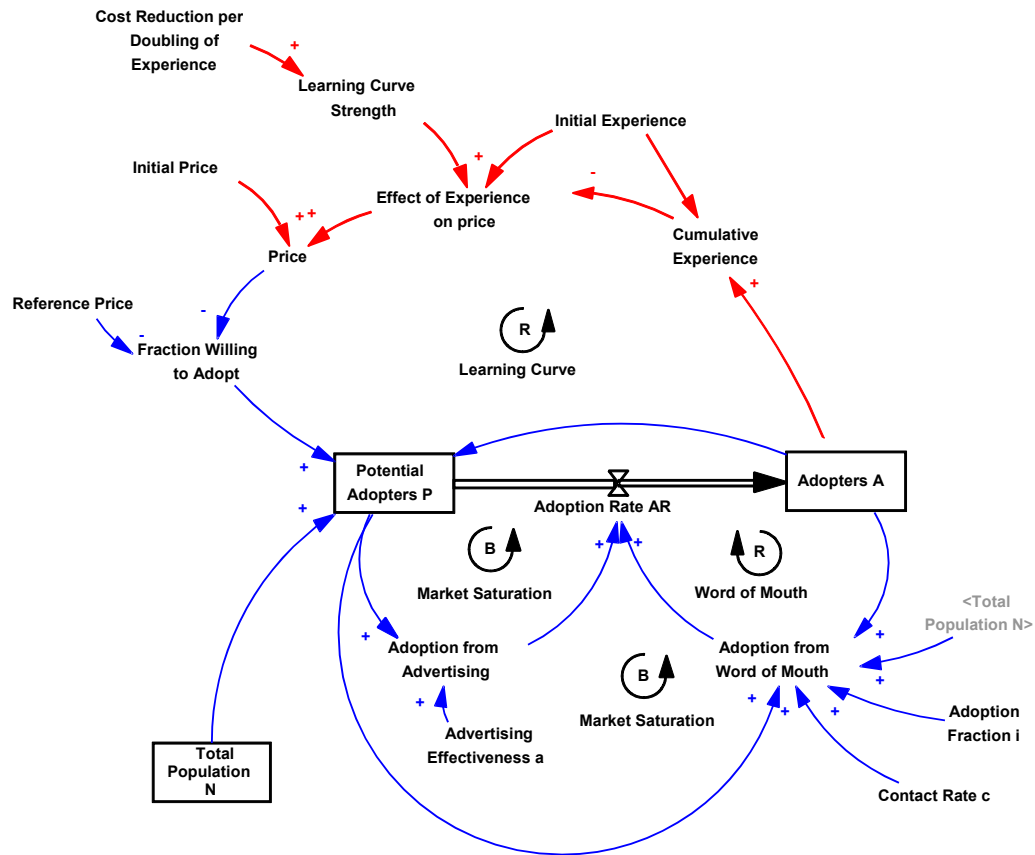 Cost Reduction per
Doubling of
Experience
+
Learning Curve
Strength
Initial Experience
+
-
Initial Price
Effect of Experience
on price
++
Cumulative
Experience
Price
+
Reference Price
-
-
Fraction Willing
to Adopt
R
Learning Curve
+
Potential
Adopters P
Adopters A
+
Adoption Rate AR
+
+
B
R
Market Saturation
Word of Mouth
<Total
Population N>
+
+
Adoption from
Advertising
Adoption from
Word of Mouth
B
+
+
+
+
+
Market Saturation
Adoption
Fraction i
Advertising
Effectiveness a
Total
Population
N
Contact Rate c